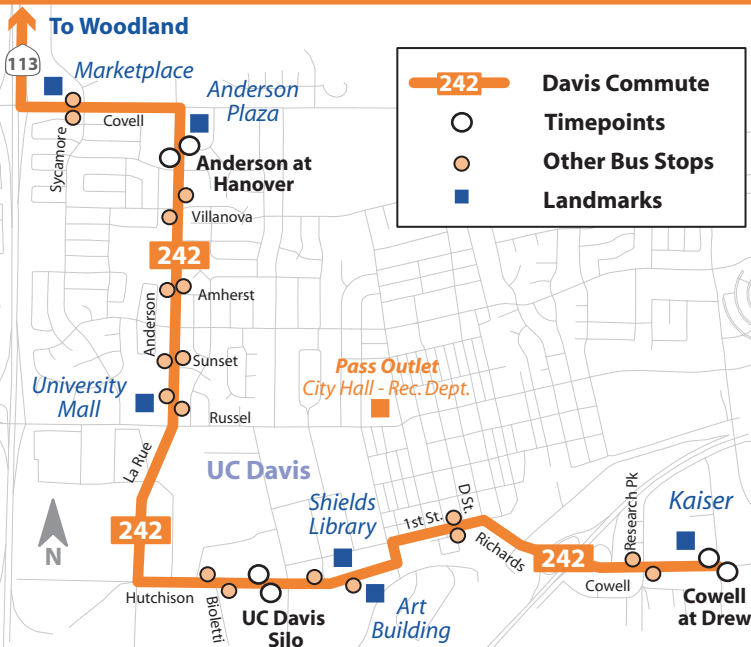 To Woodland
113
Marketplace
Anderson
Plaza
Covell
Sycamore
Anderson at
Hanover
Villanova
242
Amherst
Anderson
Sunset
University
Mall
Russel
La Rue
242 Davis Commute
Timepoints
Other Bus Stops
Landmarks
Pass Outlet
City Hall - Rec. Dept.
UC Davis
N
242
Shields
Library
1st St.
D St.
Richards
242
Research Pk
Kaiser
Cowell
Cowell
at Drew
Hutchison
Bioletti
UC Davis
Silo
Art
Building